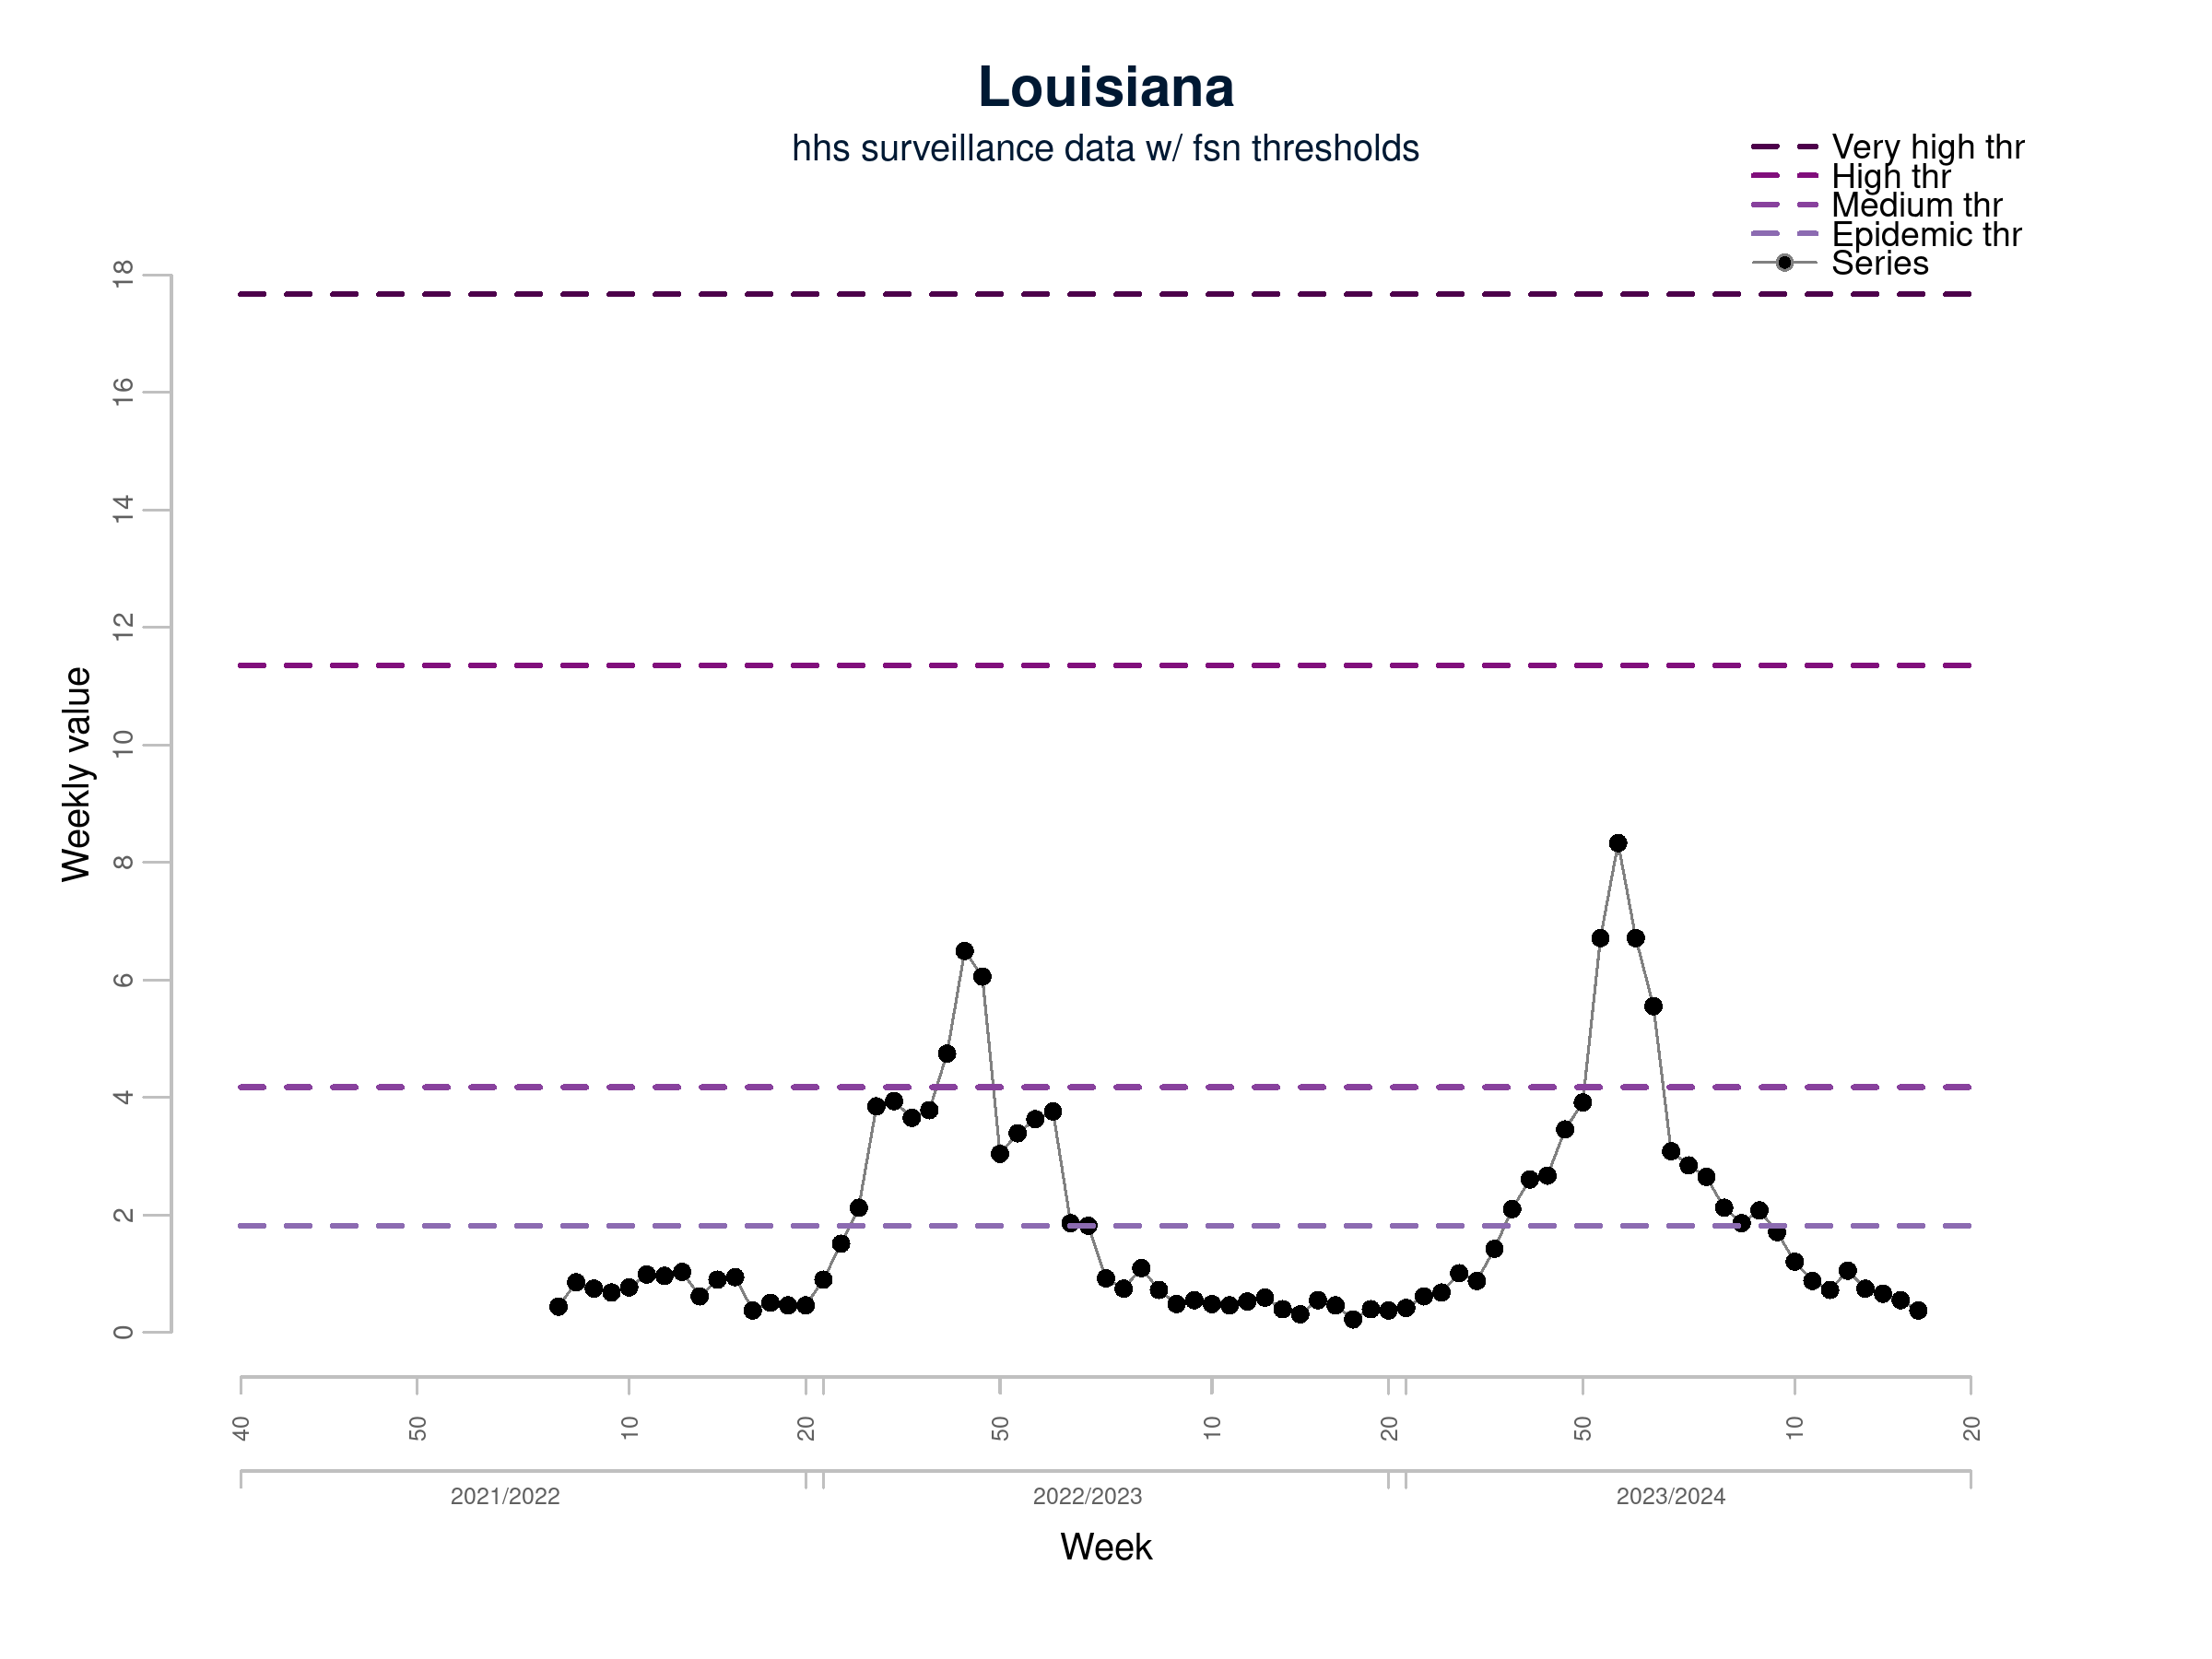 Louisiana
hhs surveillance data w/ fsn thresholds
Very high thr
High thr
Medium thr
Epidemic thr
Series
18
16
14
12
10
8
6
4
2
0
Weekly value
40 50 10 20 50 10 20 50 10 20
2021/2022 2022/2023 2023/2024
Week